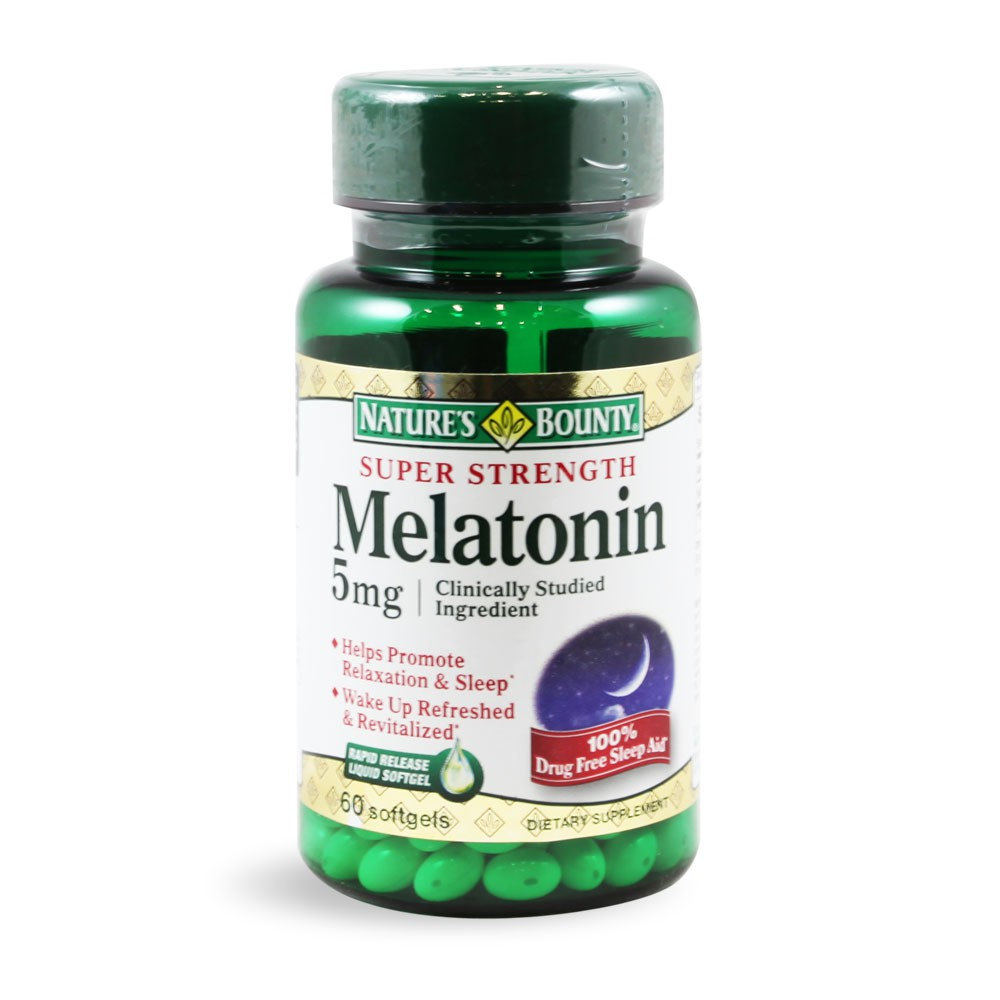 NATURE'S BOUNTY®
SUPER STRENGTH
Melatonin
5mg | Clinically Studied
Ingredient
♦ Helps Promote
Relaxation & Sleep*
♦ Wake Up Refreshed
& Revitalized*
RAPID RELEASE
LIQUID SOFTGEL
100%
Drug Free Sleep Aid*
60 softgels
DIETARY SUPPLEMENT